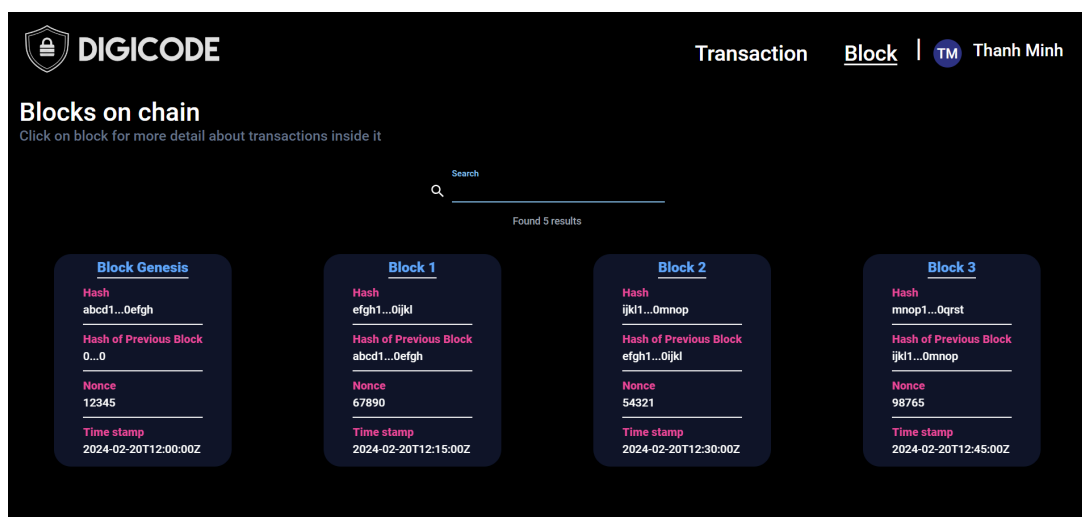 DIGICODE
Transaction Block | TM Thanh Minh
Blocks on chain
Click on block for more detail about transactions inside it
Search
Found 5 results
Block Genesis
Hash
abcd1...0efgh
Hash of Previous Block
0...0
Nonce
12345
Time stamp
2024-02-20T12:00:00Z
Block 1
Hash
efgh1...0ijkl
Hash of Previous Block
abcd1...0efgh
Nonce
67890
Time stamp
2024-02-20T12:15:00Z
Block 2
Hash
ijkl1...0mnop
Hash of Previous Block
efgh1...0ijkl
Nonce
54321
Time stamp
2024-02-20T12:30:00Z
Block 3
Hash
mnop1...0qrst
Hash of Previous Block
ijkl1...0mnop
Nonce
98765
Time stamp
2024-02-20T12:45:00Z